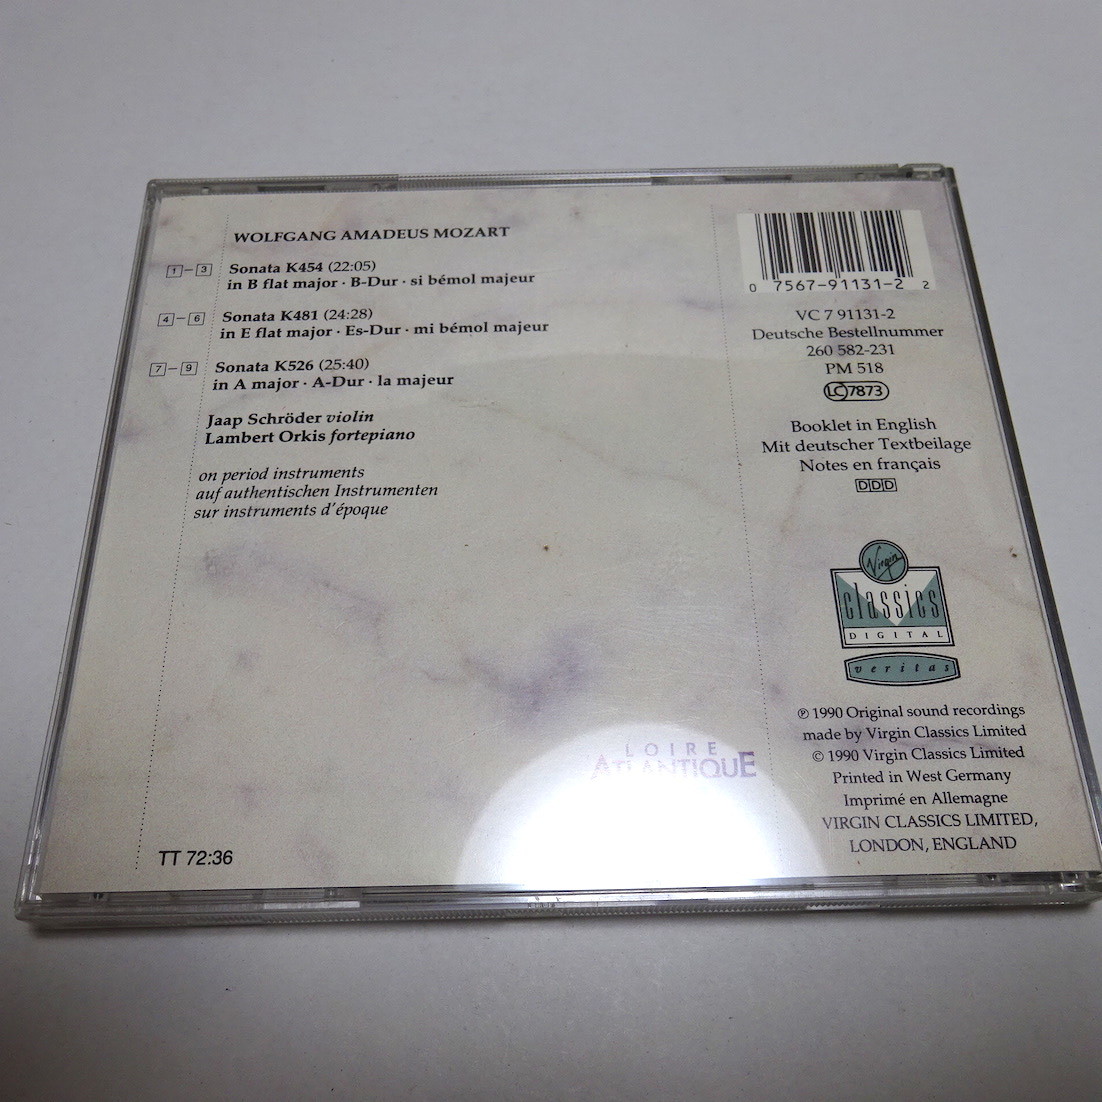 WOLFGANG AMADEUS MOZART
1–3 Sonata K454 (22:05)
in B flat major · B-Dur · si bémol majeur
4–6 Sonata K481 (24:28)
in E flat major · Es-Dur · mi bémol majeur
7–9 Sonata K526 (25:40)
in A major · A-Dur · la majeur
Jaap Schröder violin
Lambert Orkis fortepiano
on period instruments
auf authentischen Instrumenten
sur instruments d'époque
TT 72:36
LOIRE
ATLANTIQUE
0 7567-91131-2 2
VC 7 91131-2
Deutsche Bestellnummer
260 582-231
PM 518
LC 7873
Booklet in English
Mit deutscher Textbeilage
Notes en français
DDD
Virgin
classics
DIGITAL
veritas
℗ 1990 Original sound recordings
made by Virgin Classics Limited
© 1990 Virgin Classics Limited
Printed in West Germany
Imprimé en Allemagne
VIRGIN CLASSICS LIMITED,
LONDON, ENGLAND